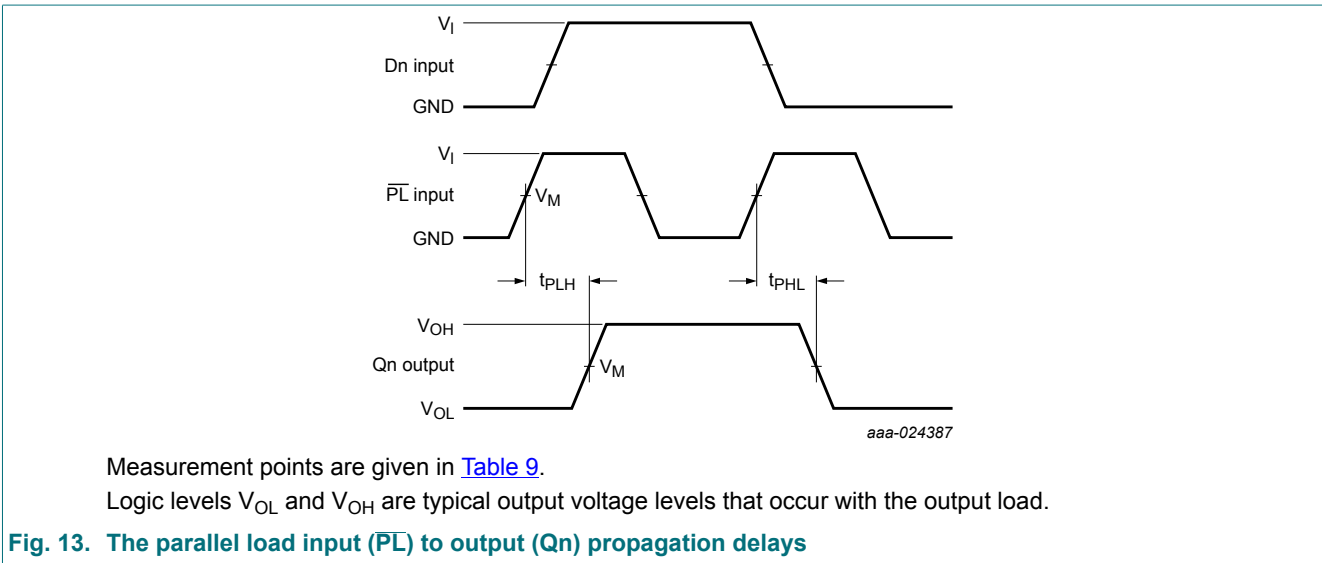 V_I
Dn input
GND
V_I
P̅L̅ input V_M
GND
t_PLH t_PHL
V_OH
Qn output V_M
V_OL
aaa-024387
Measurement points are given in Table 9.
Logic levels V_OL and V_OH are typical output voltage levels that occur with the output load.
Fig. 13. The parallel load input (P̅L̅) to output (Qn) propagation delays